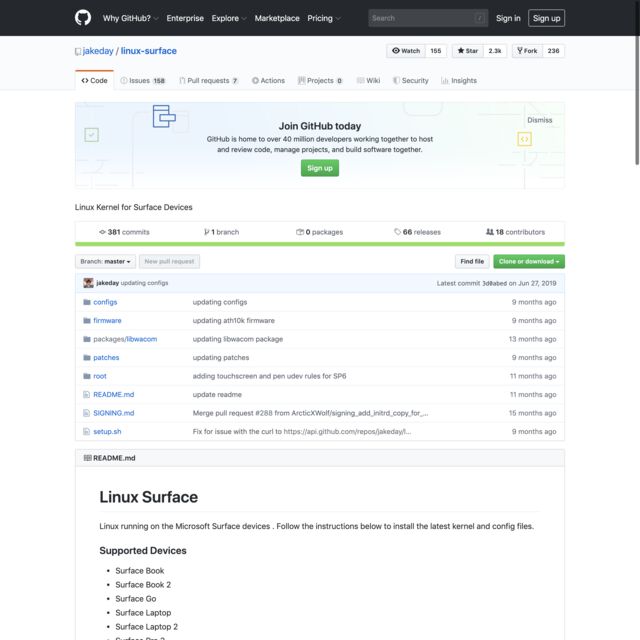 Why GitHub? Enterprise Explore Marketplace Pricing Search / Sign in Sign up
jakeday / linux-surface Watch 155 Star 2.3k Fork 236
Code Issues 158 Pull requests 7 Actions Projects 0 Wiki Security Insights
Dismiss
Join GitHub today
GitHub is home to over 40 million developers working together to host
and review code, manage projects, and build software together.
Sign up
Linux Kernel for Surface Devices
381 commits 1 branch 0 packages 66 releases 18 contributors
Branch: master New pull request Find file Clone or download
jakeday updating configs Latest commit 3d0abed on Jun 27, 2019
configs updating configs 9 months ago
firmware updating ath10k firmware 9 months ago
packages/libwacom updating libwacom package 13 months ago
patches updating patches 9 months ago
root adding touchscreen and pen udev rules for SP6 11 months ago
README.md update readme 11 months ago
SIGNING.md Merge pull request #288 from ArcticXWolf/signing_add_initrd_copy_for_... 15 months ago
setup.sh Fix for issue with the curl to https://api.github.com/repos/jakeday/l... 9 months ago
README.md
Linux Surface
Linux running on the Microsoft Surface devices . Follow the instructions below to install the latest kernel and config files.
Supported Devices
• Surface Book
• Surface Book 2
• Surface Go
• Surface Laptop
• Surface Laptop 2